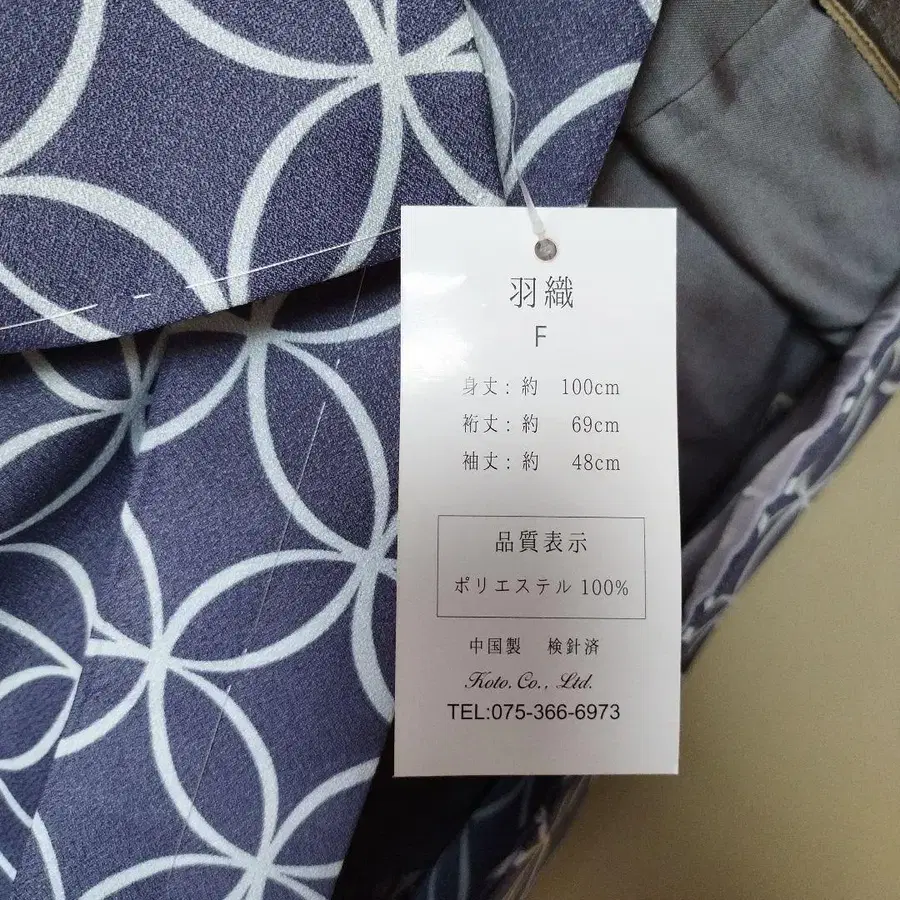 羽織
F
身丈：約 100cm
裄丈：約 69cm
袖丈：約 48cm
品質表示
ポリエステル 100%
中国製 検針済
Koto. Co., Ltd.
TEL:075-366-6973